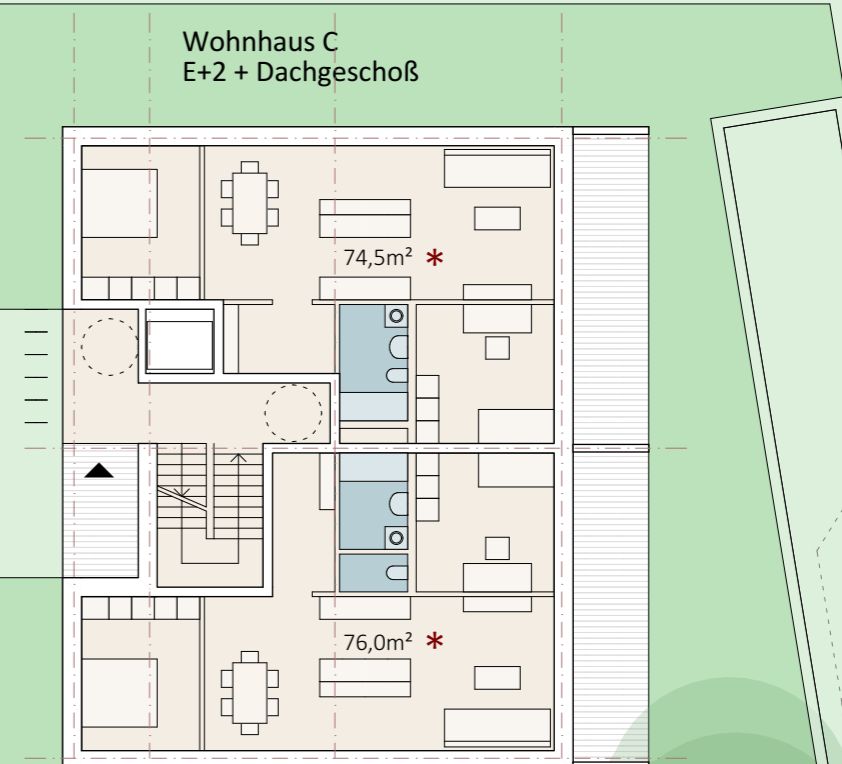 Wohnhaus C
E+2 + Dachgeschoß
74,5m² *
76,0m² *